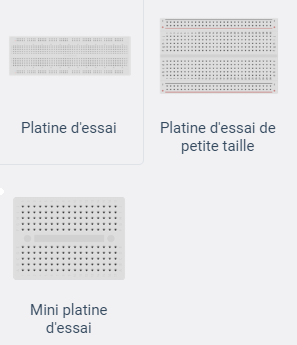 Platine d'essai
Platine d'essai de
petite taille
Mini platine
d'essai